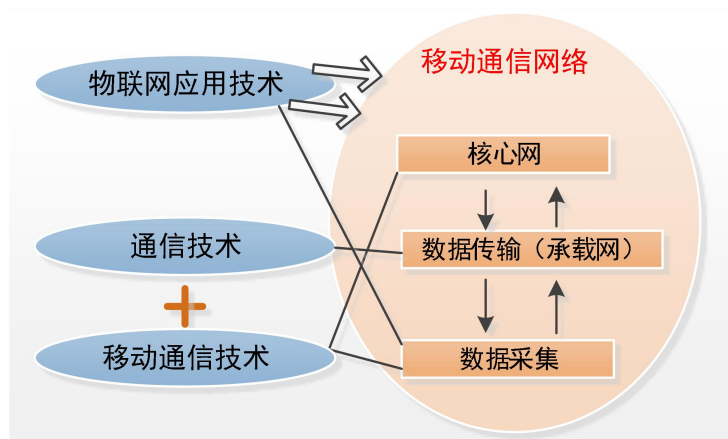 移动通信网络
物联网应用技术
核心网
通信技术
数据传输（承载网）
移动通信技术
数据采集